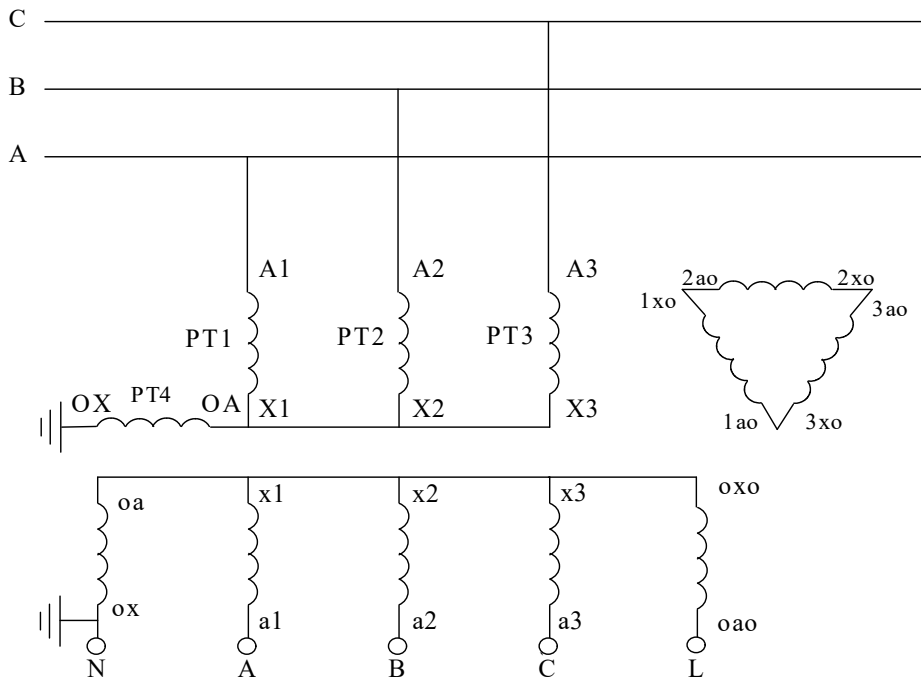 C
B
A
A1 A2 A3
2ao 2xo
1xo 3ao
PT1 PT2 PT3
OX PT4 OA X1 X2 X3
1ao 3xo
oa x1 x2 x3 oxo
ox a1 a2 a3 oao
N A B C L